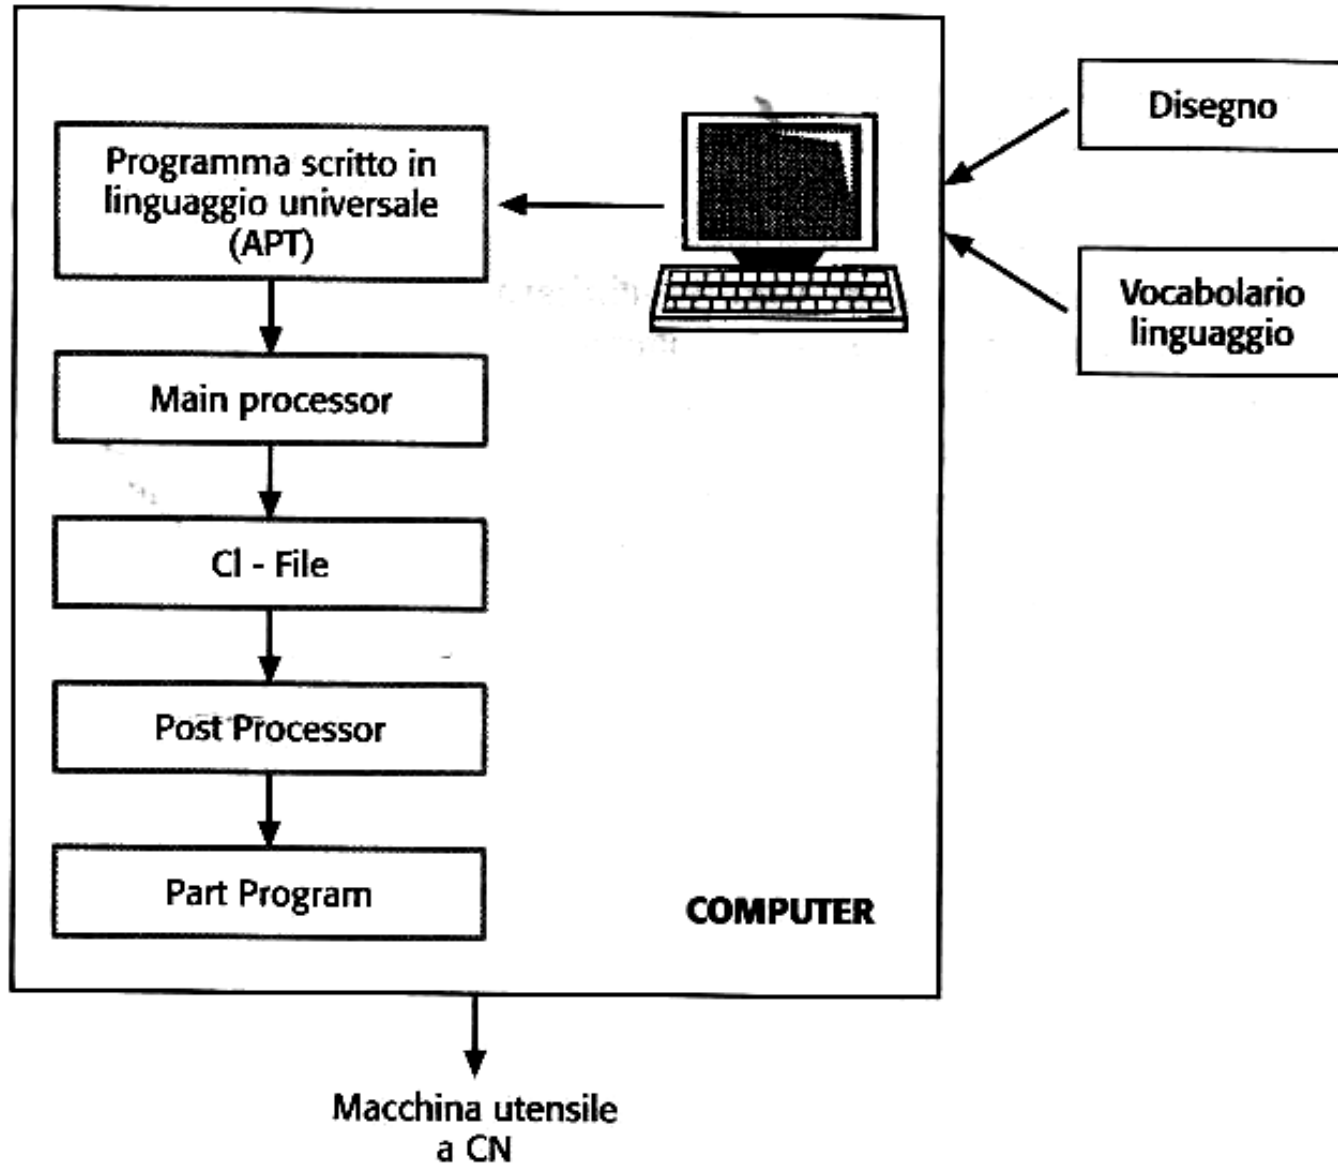 Disegno
Programma scritto in
linguaggio universale
(APT)
Vocabolario
linguaggio
Main processor
Cl - File
Post Processor
Part Program
COMPUTER
Macchina utensile
a CN